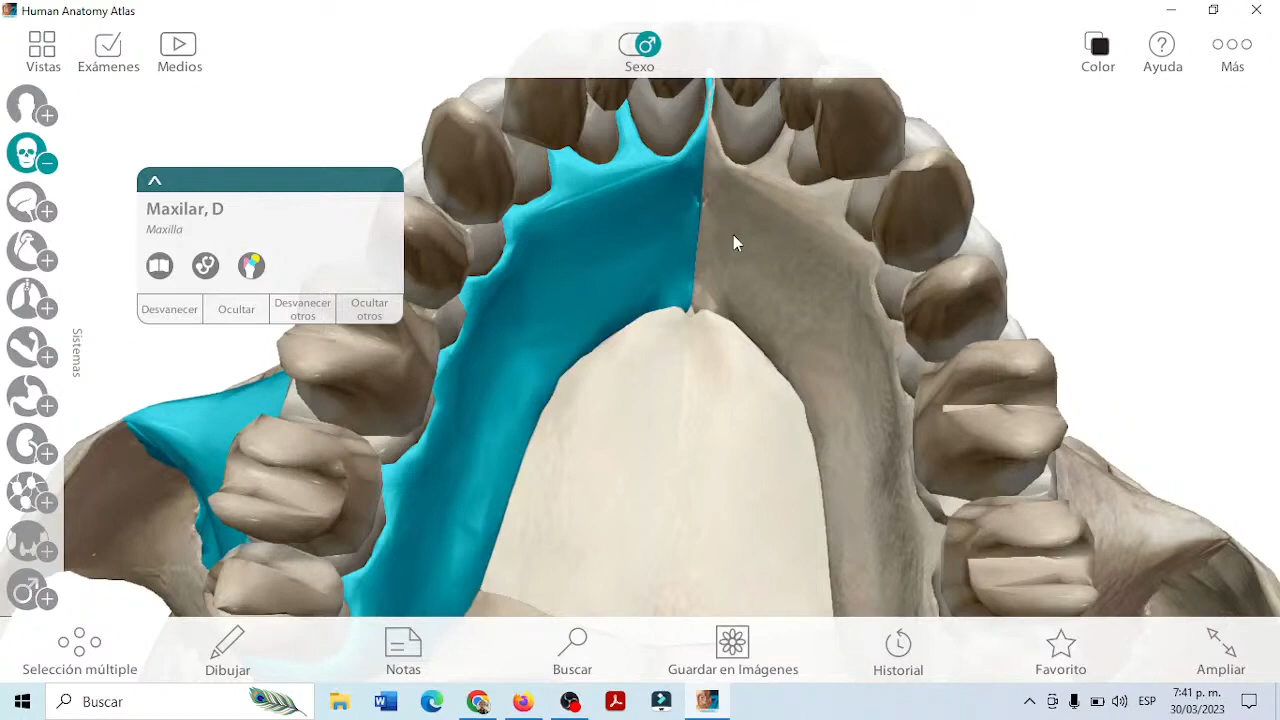 Human Anatomy Atlas
Vistas
Exámenes
Medios
Sexo
Color
Ayuda
Más
Maxilar, D
Maxilla
Desvanecer
Ocultar
Desvanecer
otros
Ocultar
otros
Sistemas
Selección múltiple
Dibujar
Notas
Buscar
Guardar en Imágenes
Historial
Favorito
Ampliar
Buscar
ESP
7:41 p. m.
30/03/2023